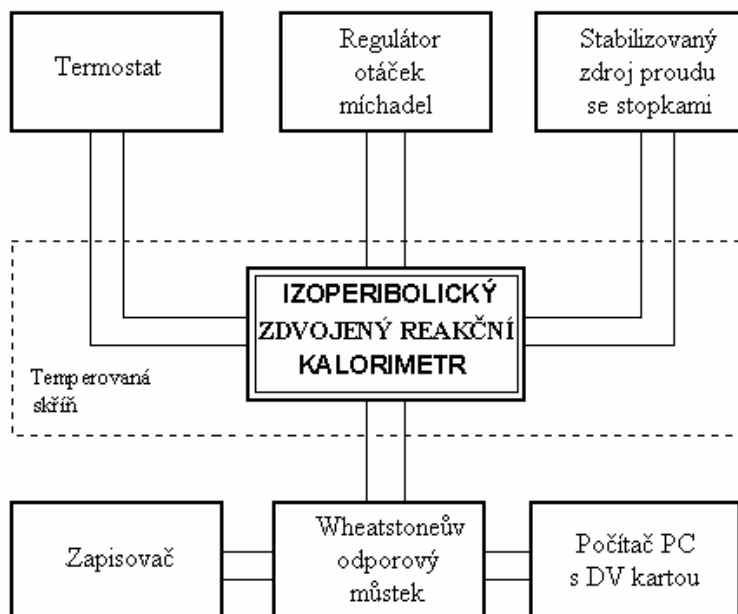 Termostat
Regulátor
otáček
míchadel
Stabilizovaný
zdroj proudu
se stopkami
IZOPERIBOLICKÝ
ZDVOJENÝ REAKČNÍ
KALORIMETR
Temperovaná
skříň
Zapisovač
Wheatstoneův
odporový
můstek
Počítač PC
s DV kartou